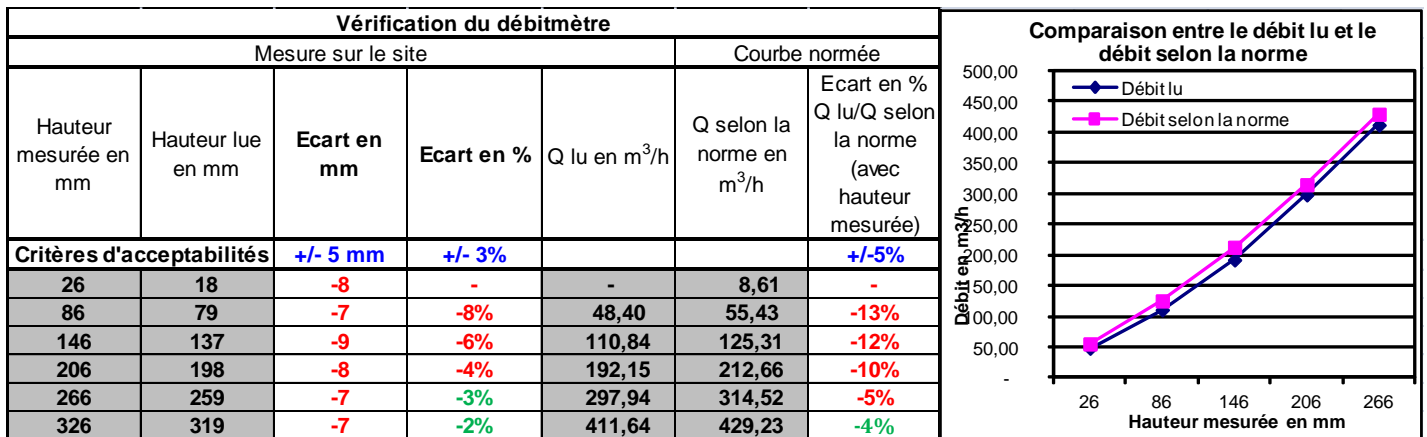 Vérification du débitmètre
Mesure sur le site
Courbe normée
Hauteur mesurée en mm
Hauteur lue en mm
Ecart en mm
Ecart en %
Q lu en m³/h
Q selon la norme en m³/h
Ecart en % Q lu/Q selon la norme (avec hauteur mesurée)
Critères d'acceptabilités +/- 5 mm +/- 3% +/-5%
26 18 -8 - - 8,61 -
86 79 -7 -8% 48,40 55,43 -13%
146 137 -9 -6% 110,84 125,31 -12%
206 198 -8 -4% 192,15 212,66 -10%
266 259 -7 -3% 297,94 314,52 -5%
326 319 -7 -2% 411,64 429,23 -4%
Comparaison entre le débit lu et le
débit selon la norme
Débit lu
Débit selon la norme
Débit en m3/h
500,00
450,00
400,00
350,00
300,00
250,00
200,00
150,00
100,00
50,00
-
26 86 146 206 266
Hauteur mesurée en mm